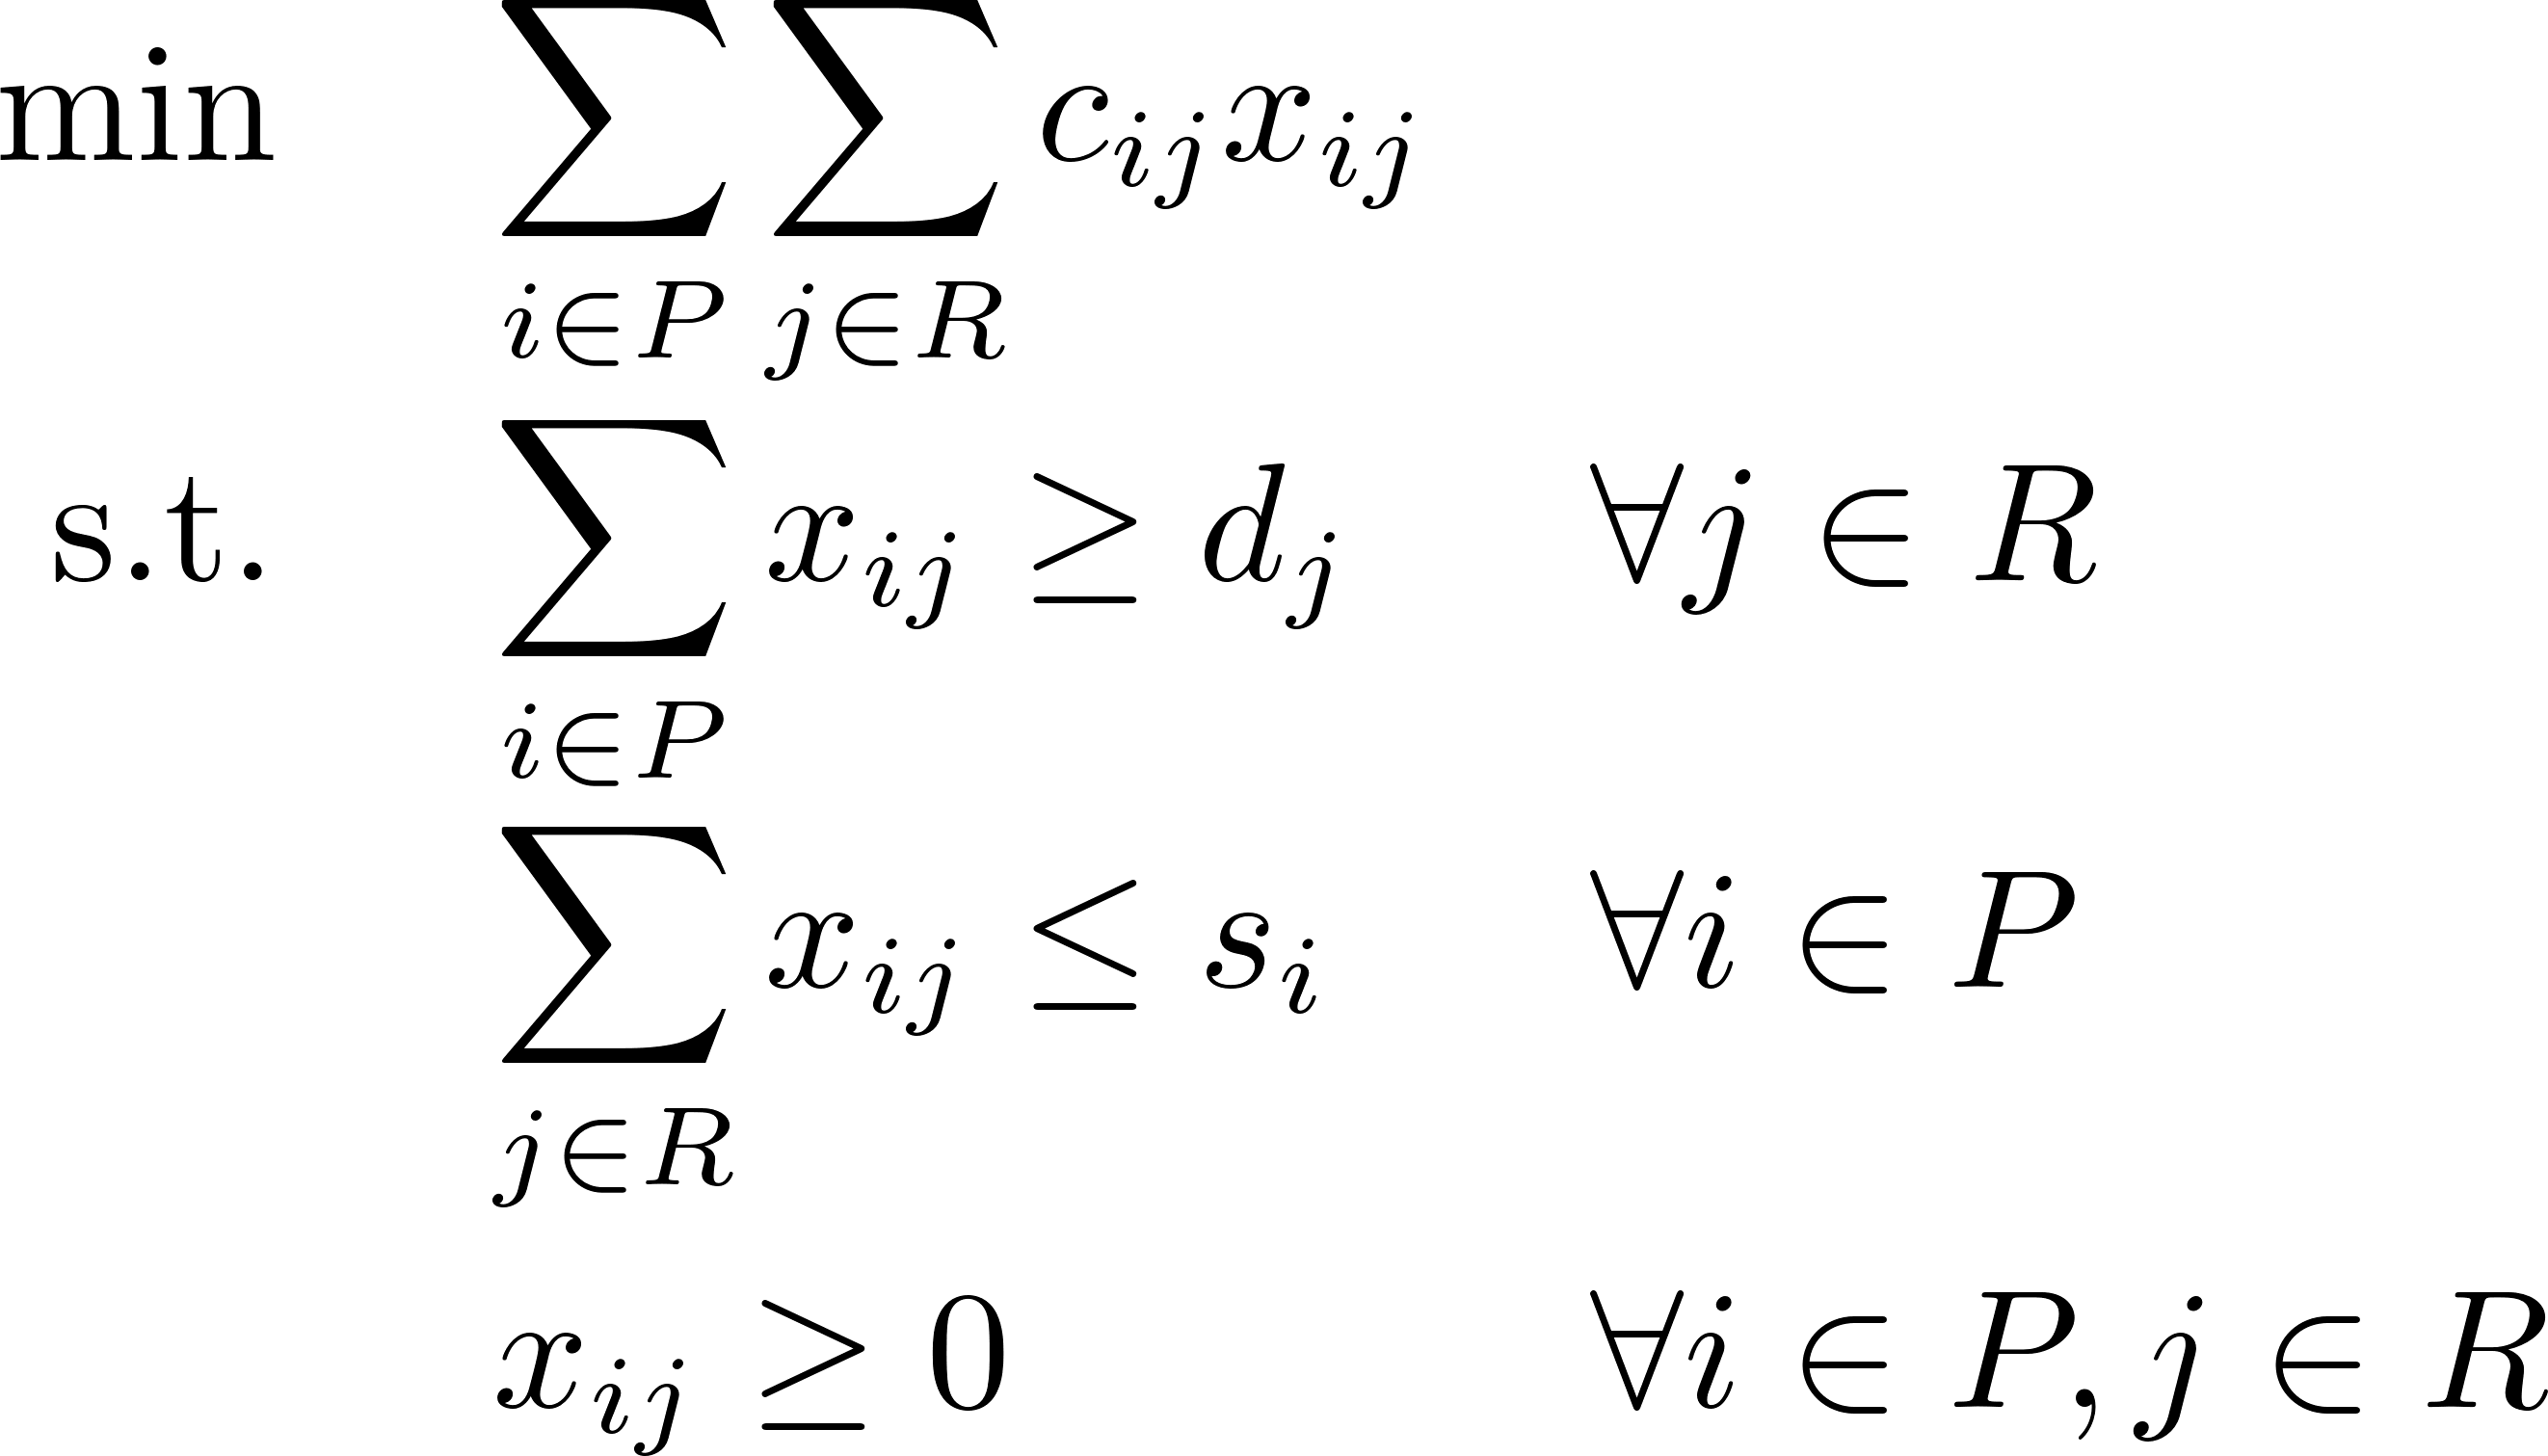 min ∑_{i∈P} ∑_{j∈R} c_{ij}x_{ij}
s.t. ∑_{i∈P} x_{ij} ≥ d_j ∀j ∈ R
∑_{j∈R} x_{ij} ≤ s_i ∀i ∈ P
x_{ij} ≥ 0 ∀i ∈ P, j ∈ R